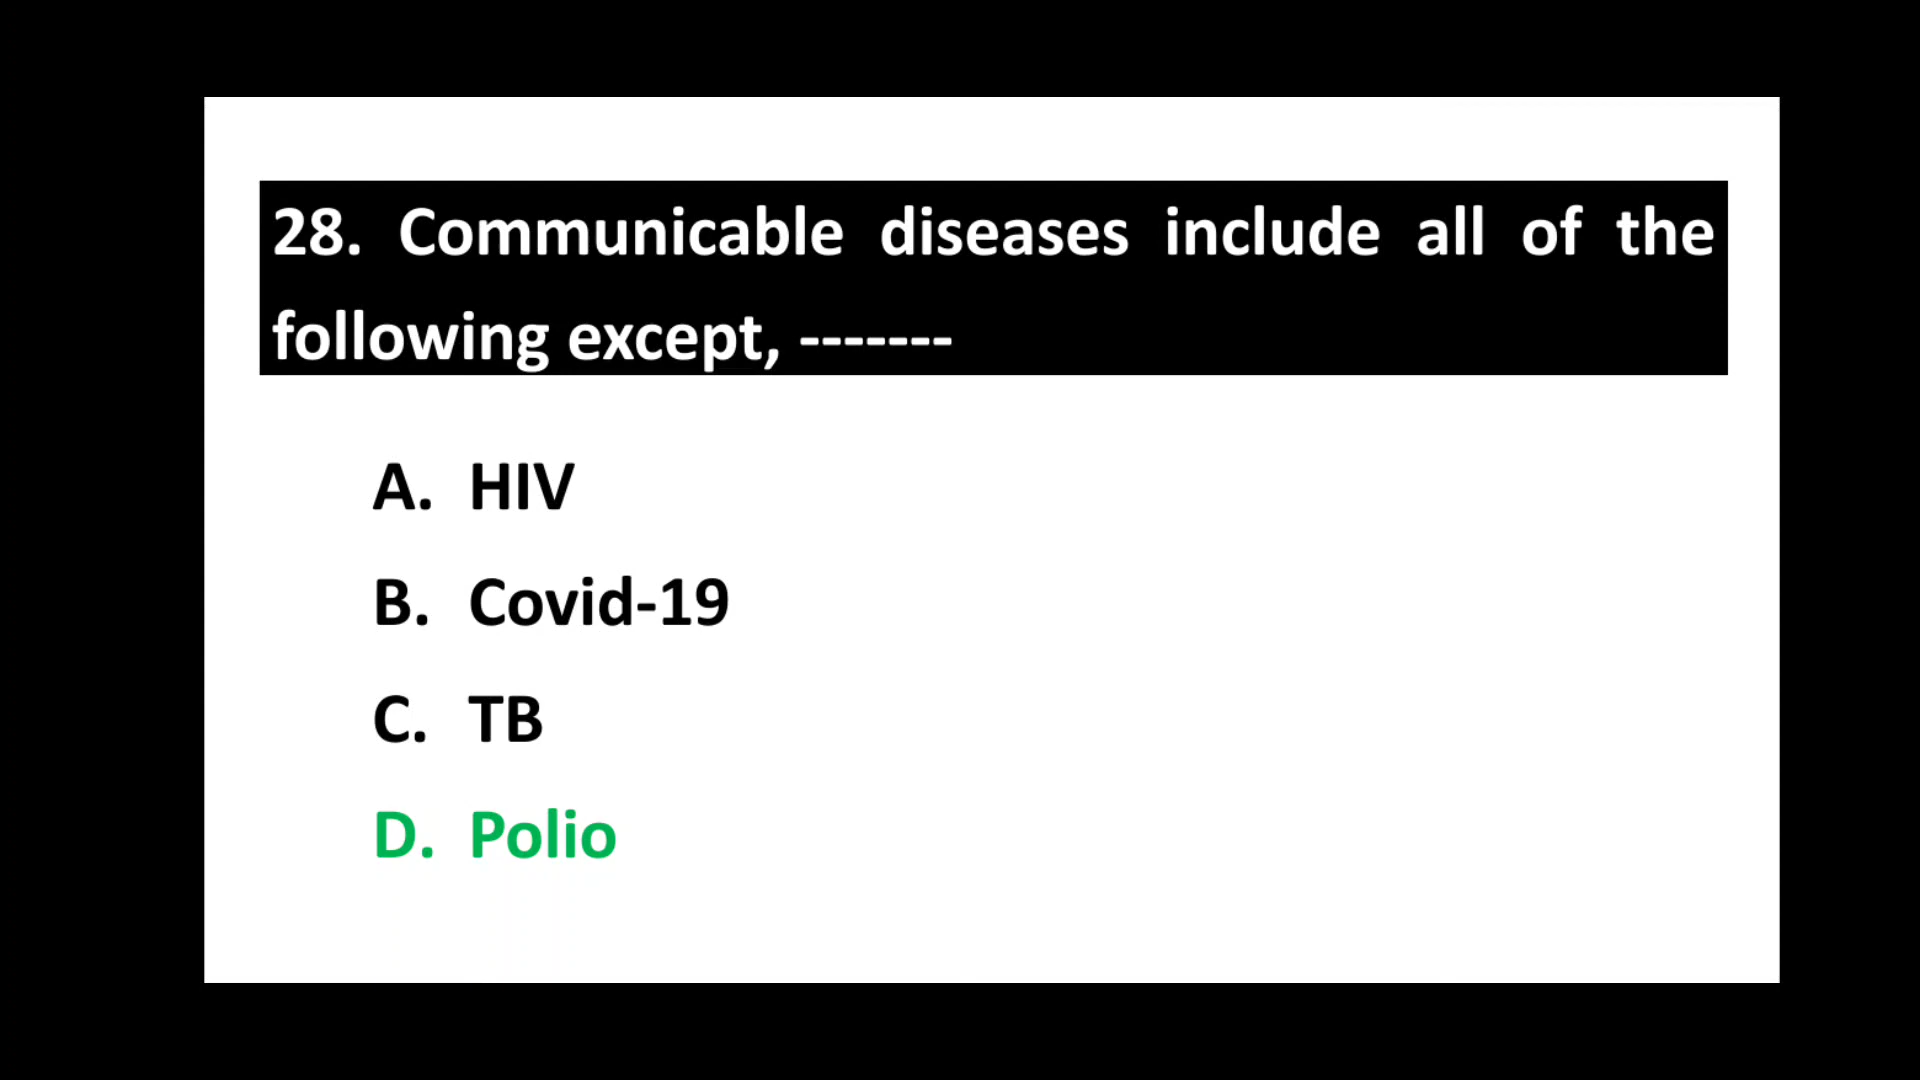 28. Communicable diseases include all of the
following except, -------
A. HIV
B. Covid-19
C. TB
D. Polio